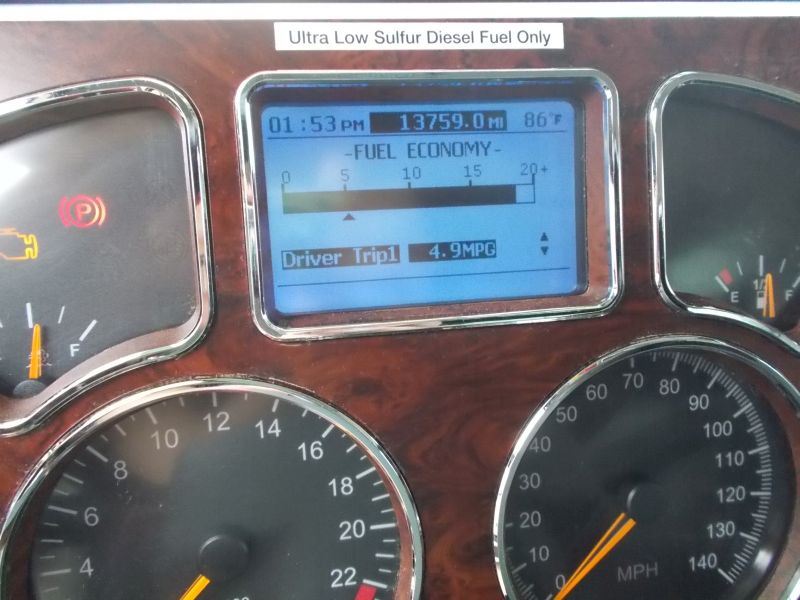 Ultra Low Sulfur Diesel Fuel Only
01:53 PM 13759.0 MI 86°F
-FUEL ECONOMY-
0 5 10 15 20+
Driver Trip1 4.9MPG
P
F
E 1/2 F
4 6 8 10 12 14 16 18 20 22
0 10 20 30 40 50 60 70 80 90 100 110 120 130 140
MPH